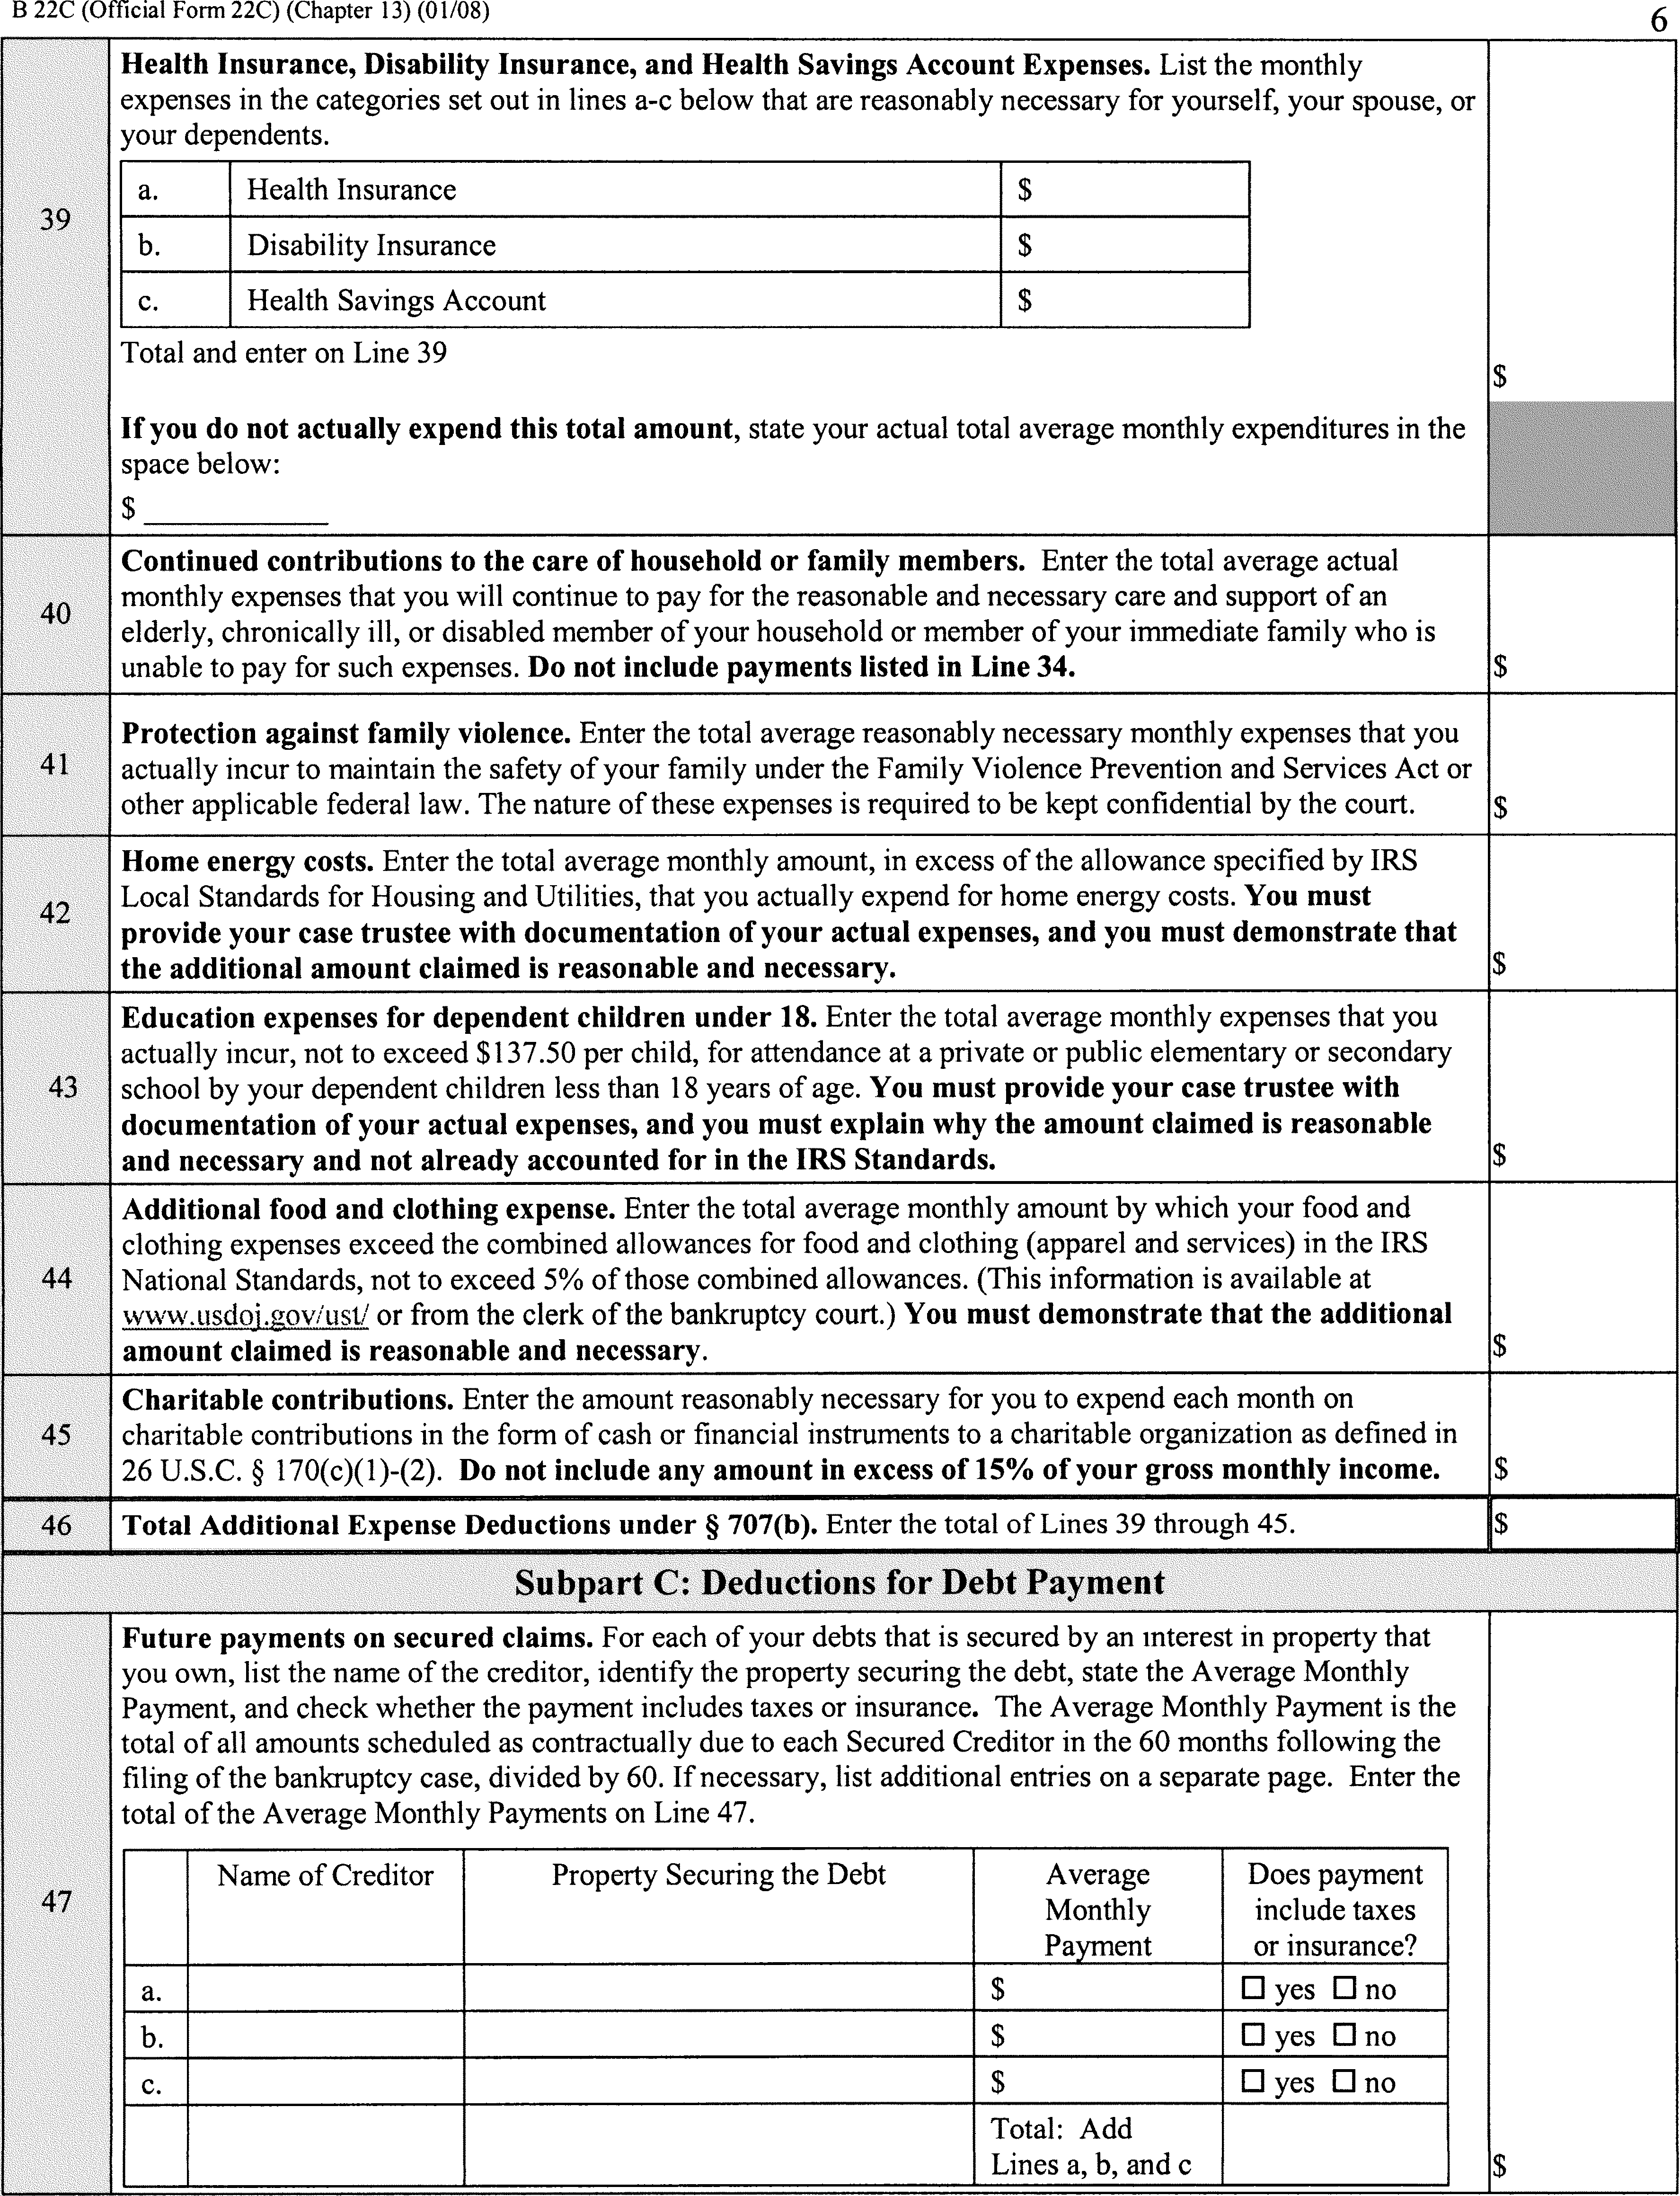 B 22C (Official Form 22C) (Chapter 13) (01/08)
6
39
Health Insurance, Disability Insurance, and Health Savings Account Expenses. List the monthly
expenses in the categories set out in lines a-c below that are reasonably necessary for yourself, your spouse, or
your dependents.
a. Health Insurance $
b. Disability Insurance $
c. Health Savings Account $
Total and enter on Line 39
$
If you do not actually expend this total amount, state your actual total average monthly expenditures in the
space below:
$ ____________
40
Continued contributions to the care of household or family members. Enter the total average actual
monthly expenses that you will continue to pay for the reasonable and necessary care and support of an
elderly, chronically ill, or disabled member of your household or member of your immediate family who is
unable to pay for such expenses. Do not include payments listed in Line 34.
$
41
Protection against family violence. Enter the total average reasonably necessary monthly expenses that you
actually incur to maintain the safety of your family under the Family Violence Prevention and Services Act or
other applicable federal law. The nature of these expenses is required to be kept confidential by the court.
$
42
Home energy costs. Enter the total average monthly amount, in excess of the allowance specified by IRS
Local Standards for Housing and Utilities, that you actually expend for home energy costs. You must
provide your case trustee with documentation of your actual expenses, and you must demonstrate that
the additional amount claimed is reasonable and necessary.
$
43
Education expenses for dependent children under 18. Enter the total average monthly expenses that you
actually incur, not to exceed $137.50 per child, for attendance at a private or public elementary or secondary
school by your dependent children less than 18 years of age. You must provide your case trustee with
documentation of your actual expenses, and you must explain why the amount claimed is reasonable
and necessary and not already accounted for in the IRS Standards.
$
44
Additional food and clothing expense. Enter the total average monthly amount by which your food and
clothing expenses exceed the combined allowances for food and clothing (apparel and services) in the IRS
National Standards, not to exceed 5% of those combined allowances. (This information is available at
www.usdoj.gov/ust/ or from the clerk of the bankruptcy court.) You must demonstrate that the additional
amount claimed is reasonable and necessary.
$
45
Charitable contributions. Enter the amount reasonably necessary for you to expend each month on
charitable contributions in the form of cash or financial instruments to a charitable organization as defined in
26 U.S.C. § 170(c)(1)-(2). Do not include any amount in excess of 15% of your gross monthly income.
$
46
Total Additional Expense Deductions under § 707(b). Enter the total of Lines 39 through 45.
$
Subpart C: Deductions for Debt Payment
47
Future payments on secured claims. For each of your debts that is secured by an interest in property that
you own, list the name of the creditor, identify the property securing the debt, state the Average Monthly
Payment, and check whether the payment includes taxes or insurance. The Average Monthly Payment is the
total of all amounts scheduled as contractually due to each Secured Creditor in the 60 months following the
filing of the bankruptcy case, divided by 60. If necessary, list additional entries on a separate page. Enter the
total of the Average Monthly Payments on Line 47.
Name of Creditor
Property Securing the Debt
Average
Monthly
Payment
Does payment
include taxes
or insurance?
a. $ ☐ yes ☐ no
b. $ ☐ yes ☐ no
c. $ ☐ yes ☐ no
Total: Add
Lines a, b, and c
$